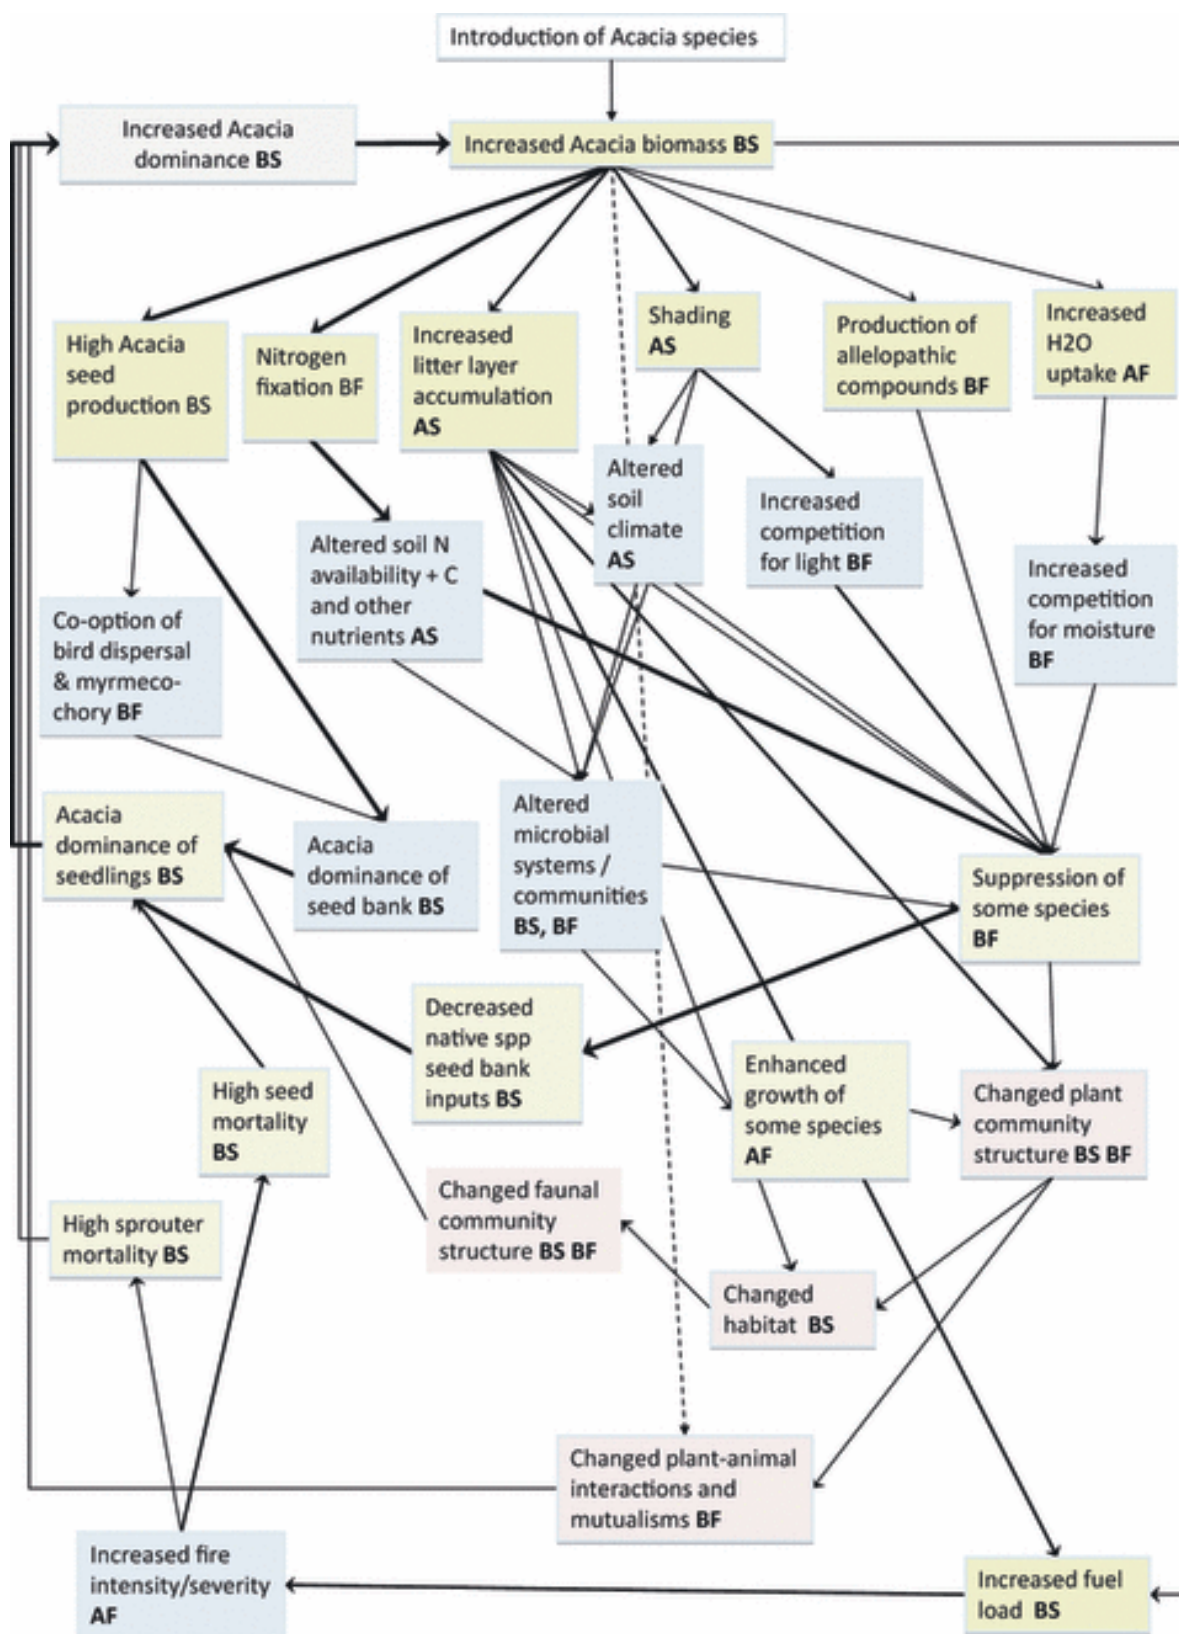 Introduction of Acacia species
Increased Acacia
dominance BS
Increased Acacia biomass BS
High Acacia
seed
production BS
Nitrogen
fixation BF
Increased
litter layer
accumulation
AS
Shading
AS
Production of
allelopathic
compounds BF
Increased
H2O
uptake AF
Altered
soil
climate
AS
Increased
competition
for light BF
Altered soil N
availability + C
and other
nutrients AS
Increased
competition
for moisture
BF
Co-option of
bird dispersal
& myrmeco-
chory BF
Acacia
dominance of
seedlings BS
Acacia
dominance of
seed bank BS
Altered
microbial
systems /
communities
BS, BF
Suppression of
some species
BF
Decreased
native spp
seed bank
inputs BS
Enhanced
growth of
some species
AF
Changed plant
community
structure BS BF
High seed
mortality
BS
Changed faunal
community
structure BS BF
High sprouter
mortality BS
Changed
habitat BS
Changed plant-animal
interactions and
mutualisms BF
Increased fire
intensity/severity
AF
Increased fuel
load BS